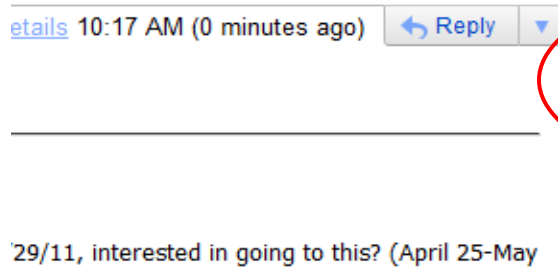 etails 10:17 AM (0 minutes ago) Reply
29/11, interested in going to this? (April 25-May